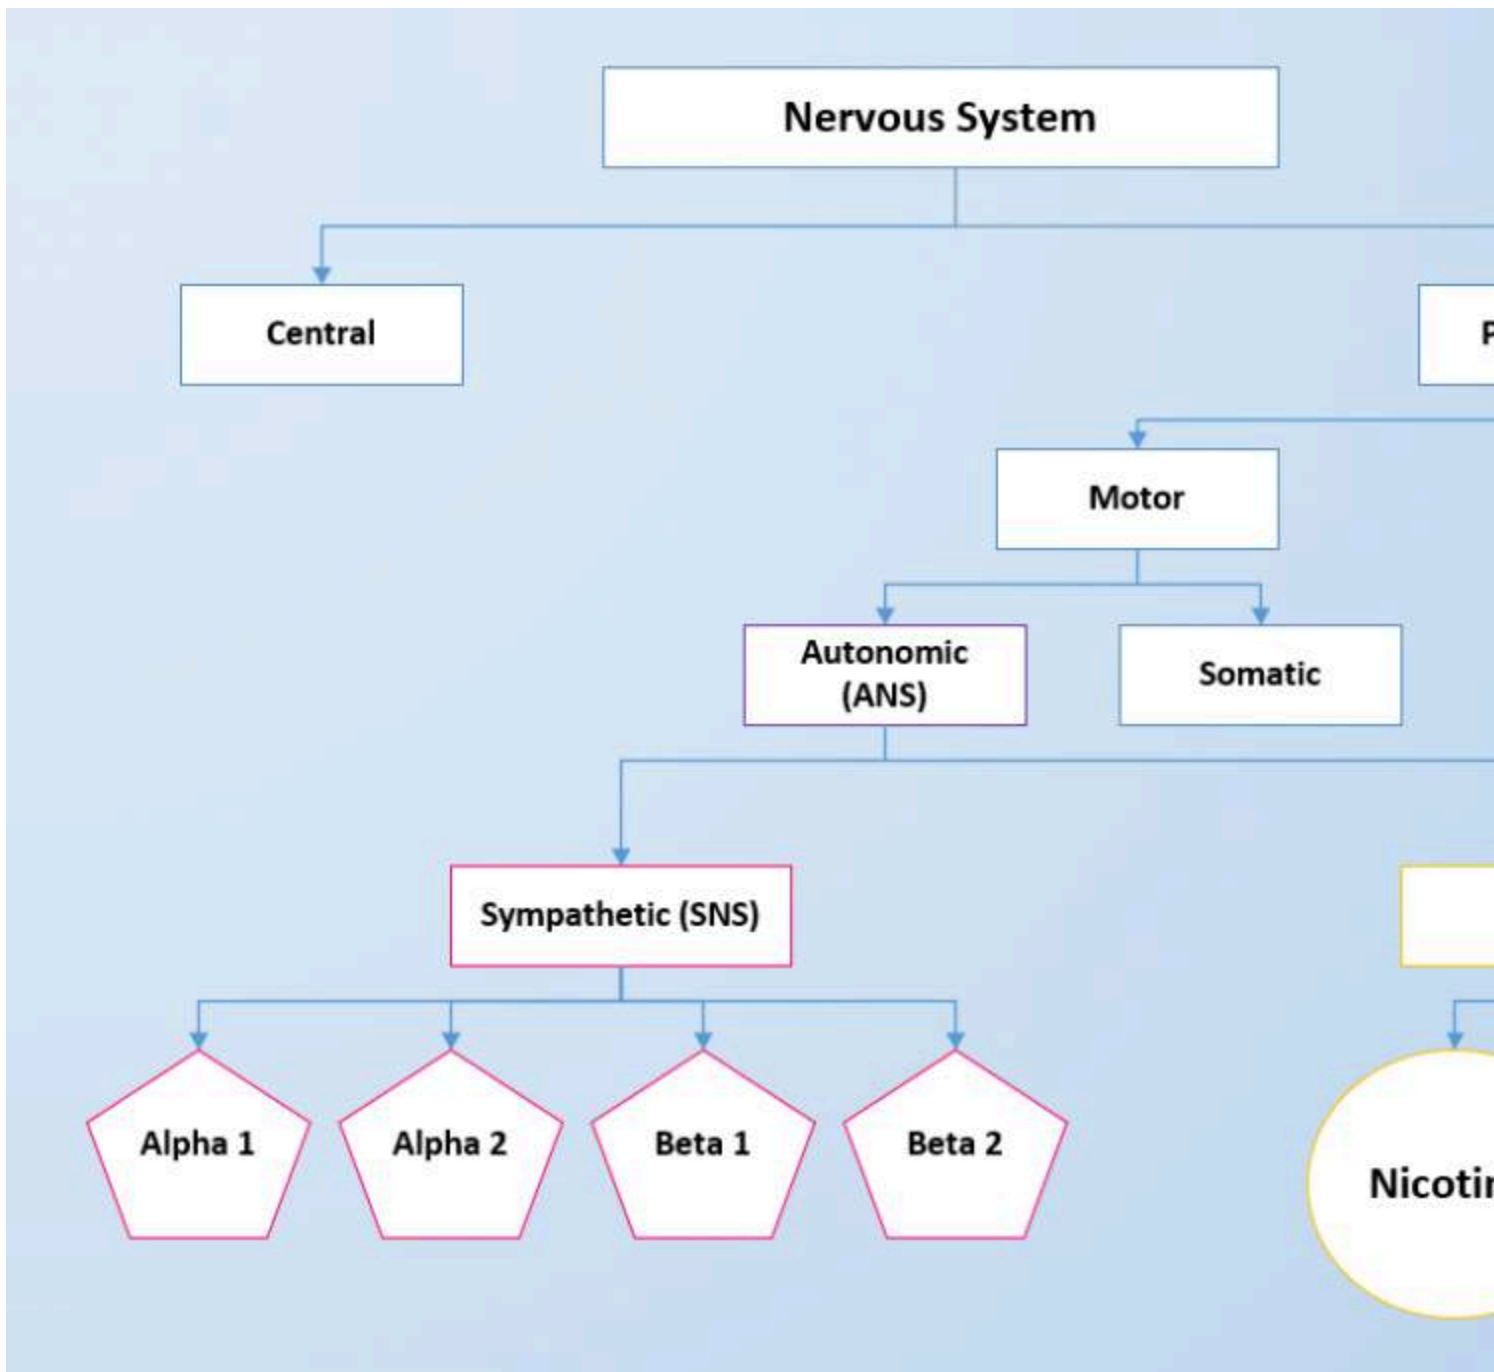 Nervous System
Central
P
Motor
Autonomic
(ANS)
Somatic
Sympathetic (SNS)
Alpha 1
Alpha 2
Beta 1
Beta 2